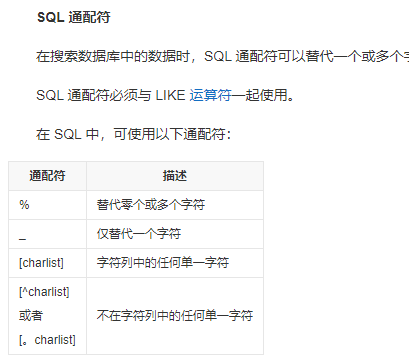 SQL 通配符
在搜索数据库中的数据时，SQL 通配符可以替代一个或多个
SQL 通配符必须与 LIKE 运算符一起使用。
在 SQL 中，可使用以下通配符：
通配符 描述
% 替代零个或多个字符
_ 仅替代一个字符
[charlist] 字符列中的任何单一字符
[^charlist]
或者 不在字符列中的任何单一字符
[。charlist]